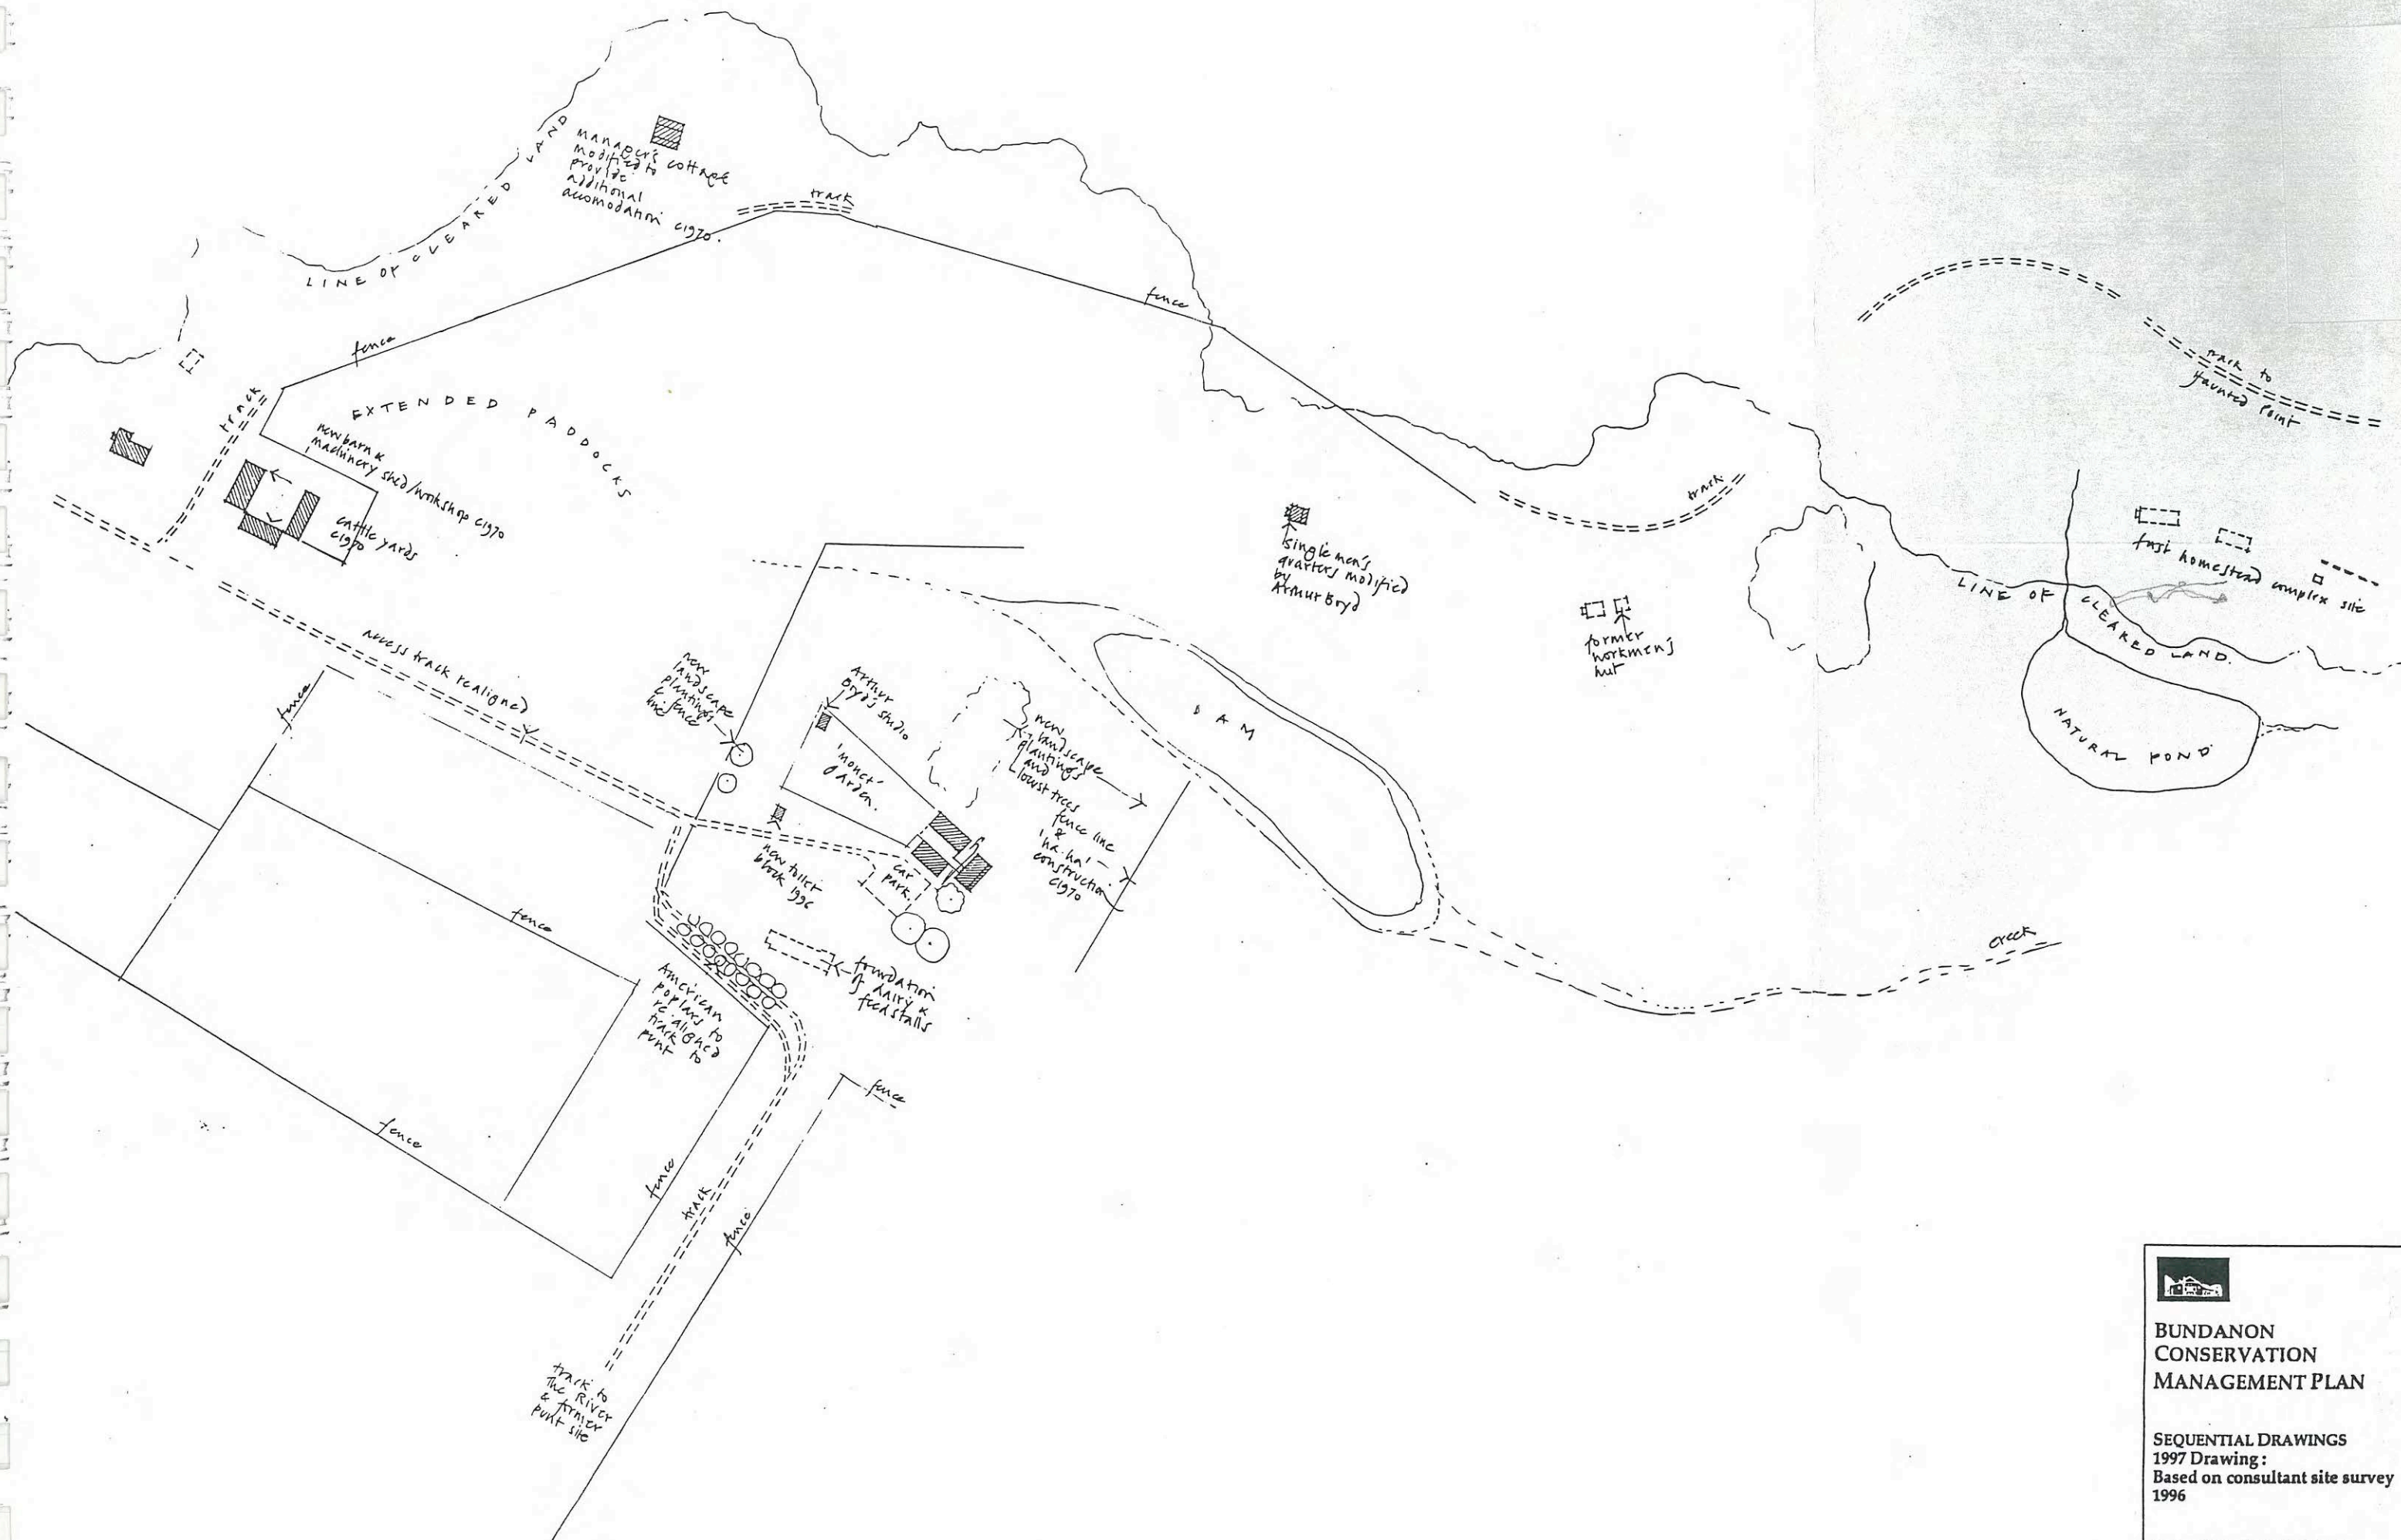 LINE OF CLEARED LAND
manager's cottage
modified to
provide
additional
accomodation c1970.
track
fence
fence
track
EXTENDED PADDOCKS
new barn &
machinery shed/workshop c1970
cattle yards
c1970
track to
Haunted Point
track
single men's
quarters modified
by
Arthur Boyd
former
workmen's
hut
first homestead complex site
LINE OF CLEARED LAND.
NATURAL POND
access track realigned
fence
new
landscape
plantings
& fence
line
Arthur
Boyd's studio
'monet'
garden.
new
landscape
plantings
and
locust trees
DAM
fence line
&
'ha-ha'
construction
c1970
new toilet
block 1996
car
park
fence
foundation
of dairy &
feedstalls
American
poplars to
re-aligned
track to
punt
creek
fence
fence
fence
track
fence
track to
The River
& former
punt site
BUNDANON
CONSERVATION
MANAGEMENT PLAN
SEQUENTIAL DRAWINGS
1997 Drawing :
Based on consultant site survey
1996